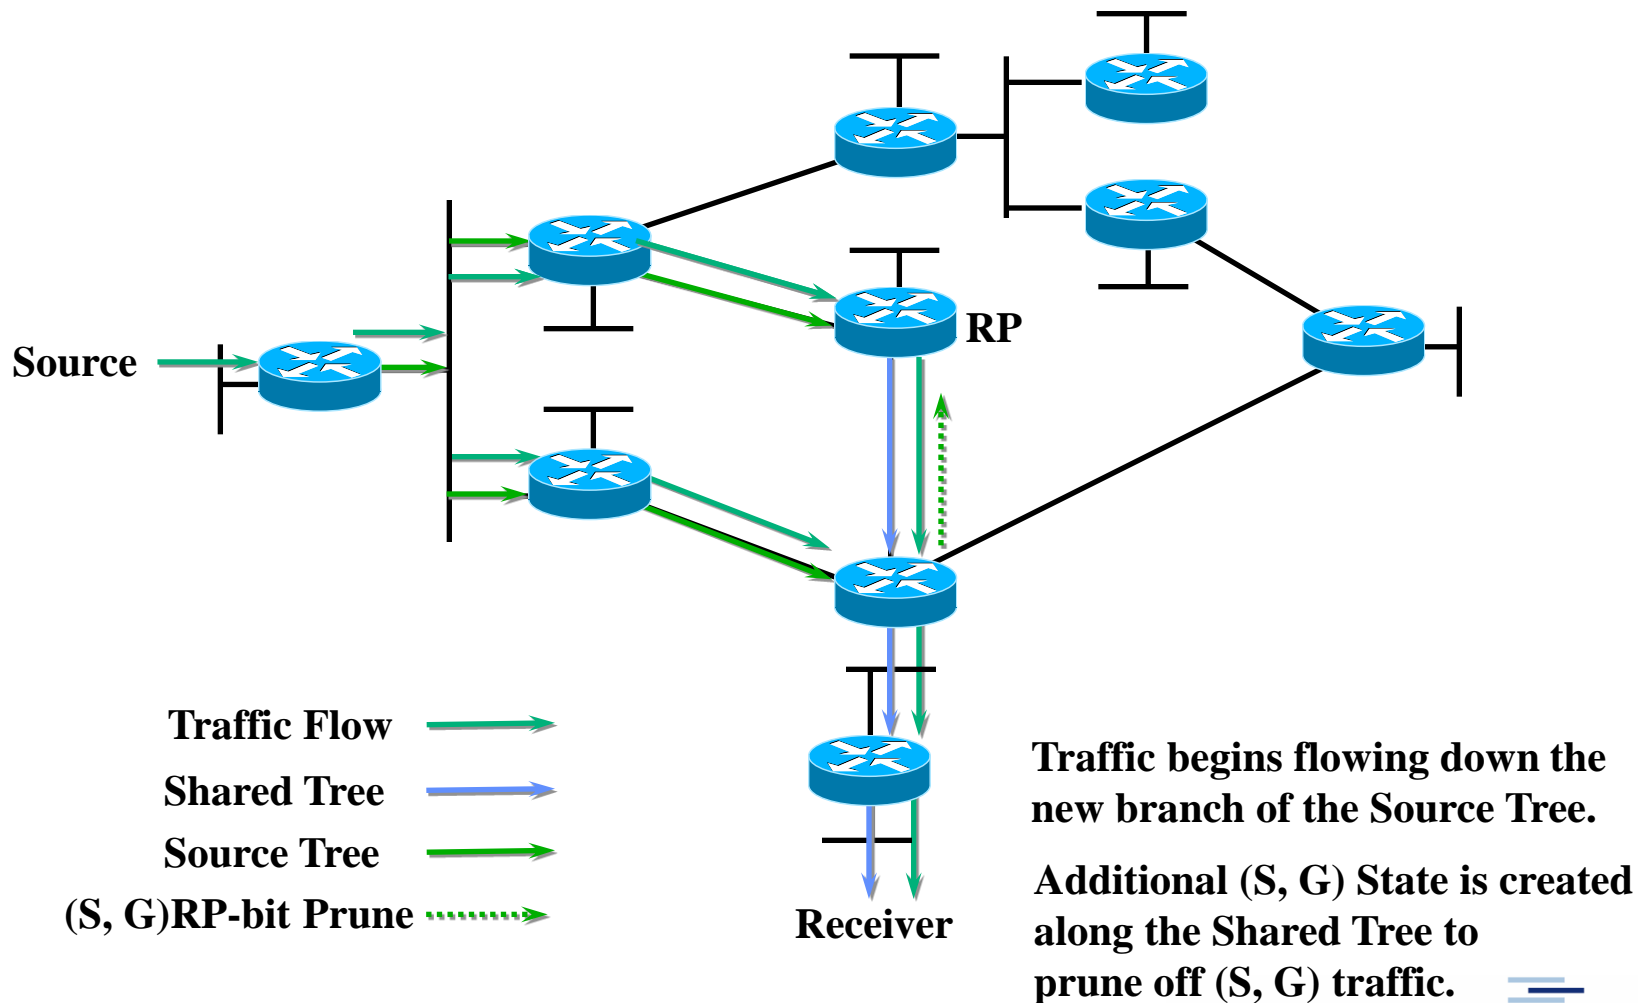 RP
Source
Traffic Flow
Shared Tree
Source Tree
(S, G)RP-bit Prune
Receiver
Traffic begins flowing down the
new branch of the Source Tree.
Additional (S, G) State is created
along the Shared Tree to
prune off (S, G) traffic.